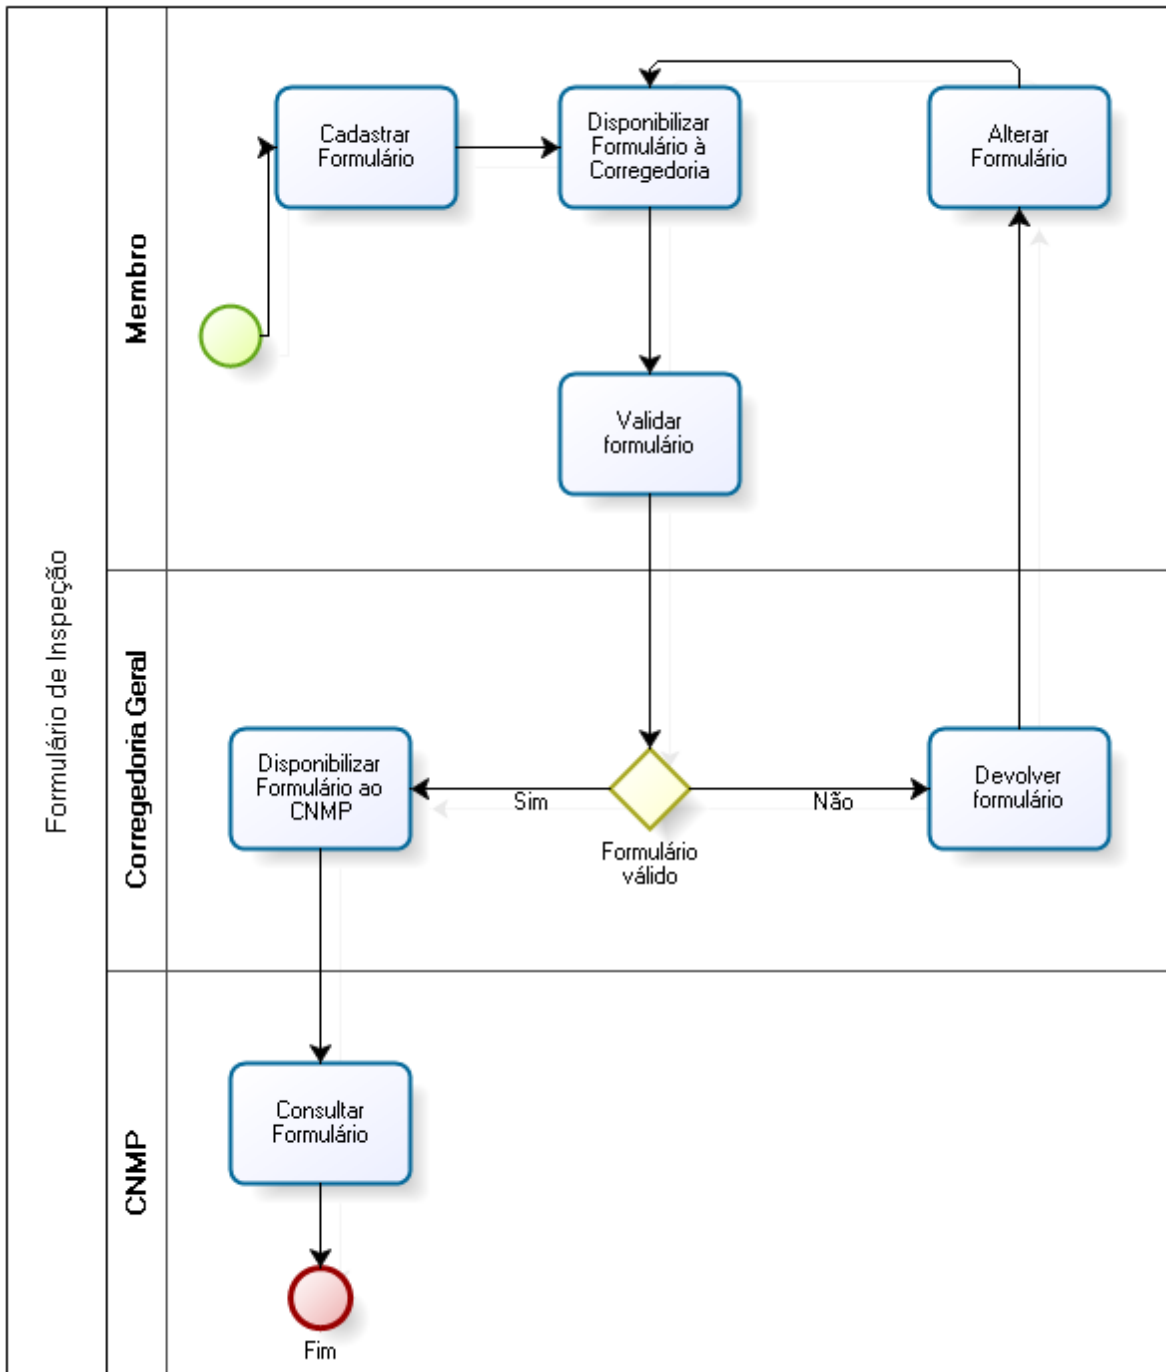 Formulário de Inspeção
Membro
Cadastrar
Formulário
Disponibilizar
Formulário à
Corregedoria
Alterar
Formulário
Validar
formulário
Corregedoria Geral
Disponibilizar
Formulário ao
CNMP
Sim
Formulário
válido
Não
Devolver
formulário
CNMP
Consultar
Formulário
Fim